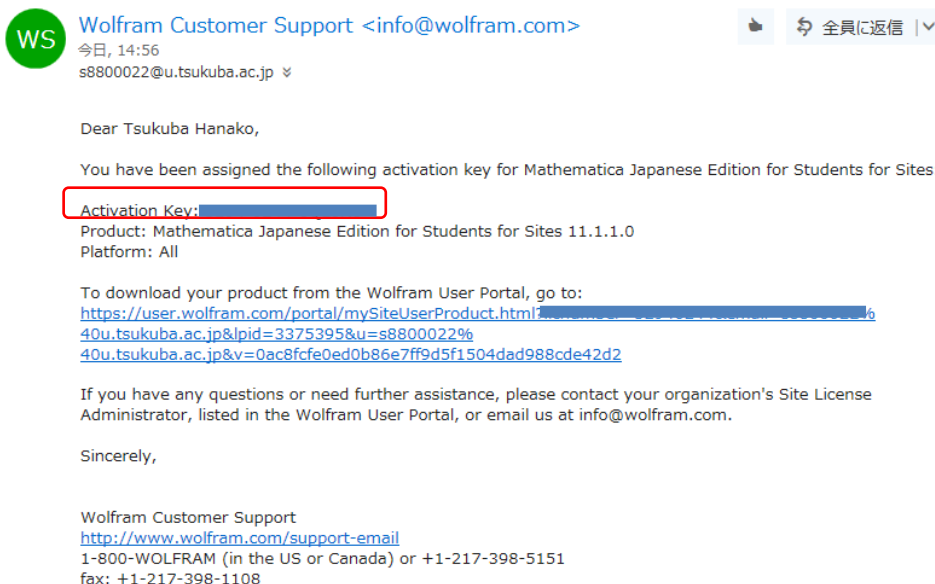 WS
Wolfram Customer Support <info@wolfram.com>
全員に返信
今日, 14:56
s8800022@u.tsukuba.ac.jp
Dear Tsukuba Hanako,
You have been assigned the following activation key for Mathematica Japanese Edition for Students for Sites
Activation Key:
Product: Mathematica Japanese Edition for Students for Sites 11.1.1.0
Platform: All
To download your product from the Wolfram User Portal, go to:
https://user.wolfram.com/portal/mySiteUserProduct.html? %
40u.tsukuba.ac.jp&lpid=3375395&u=s8800022%
40u.tsukuba.ac.jp&v=0ac8fcfe0ed0b86e7ff9d5f1504dad988cde42d2
If you have any questions or need further assistance, please contact your organization's Site License
Administrator, listed in the Wolfram User Portal, or email us at info@wolfram.com.
Sincerely,
Wolfram Customer Support
http://www.wolfram.com/support-email
1-800-WOLFRAM (in the US or Canada) or +1-217-398-5151
fax: +1-217-398-1108